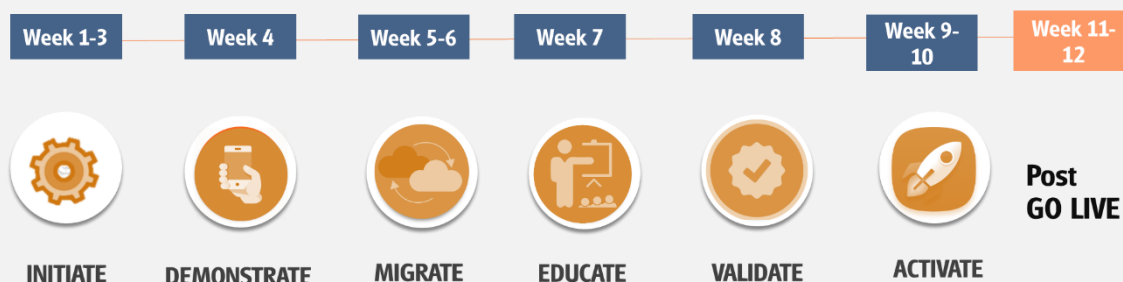 Week 1-3
Week 4
Week 5-6
Week 7
Week 8
Week 9-
10
Week 11-
12
Post
GO LIVE
INITIATE
DEMONSTRATE
MIGRATE
EDUCATE
VALIDATE
ACTIVATE